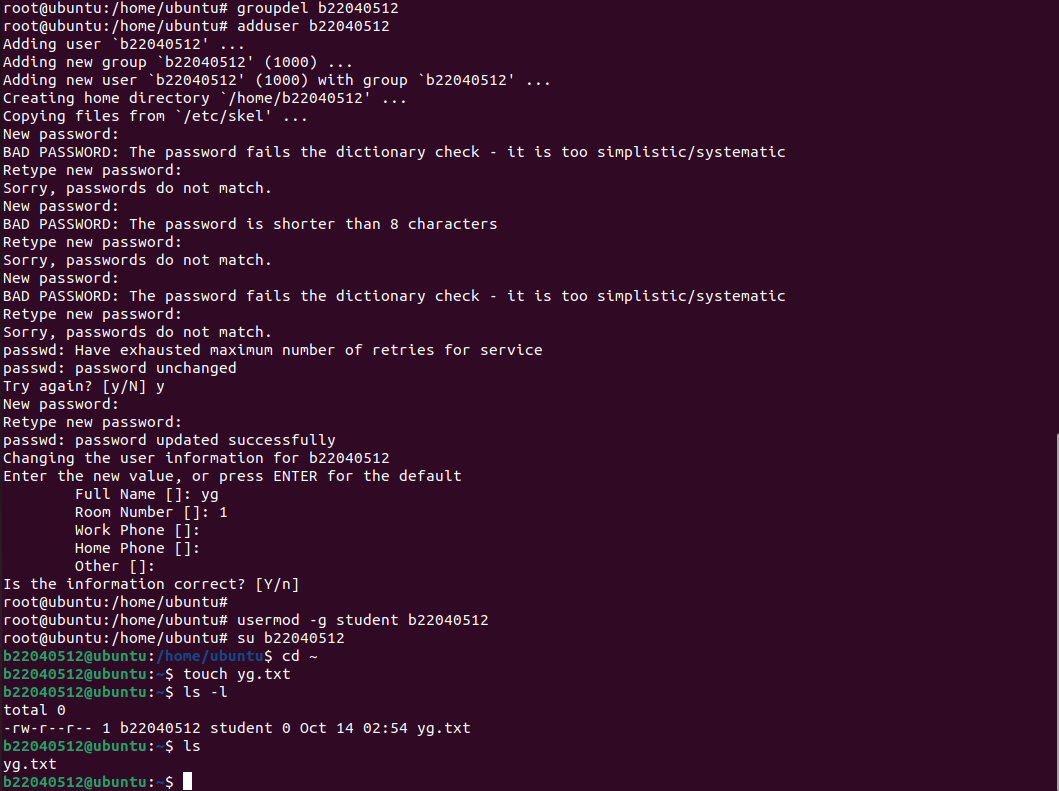 root@ubuntu:/home/ubuntu# groupdel b22040512
root@ubuntu:/home/ubuntu# adduser b22040512
Adding user `b22040512' ...
Adding new group `b22040512' (1000) ...
Adding new user `b22040512' (1000) with group `b22040512' ...
Creating home directory `/home/b22040512' ...
Copying files from `/etc/skel' ...
New password:
BAD PASSWORD: The password fails the dictionary check - it is too simplistic/systematic
Retype new password:
Sorry, passwords do not match.
New password:
BAD PASSWORD: The password is shorter than 8 characters
Retype new password:
Sorry, passwords do not match.
New password:
BAD PASSWORD: The password fails the dictionary check - it is too simplistic/systematic
Retype new password:
Sorry, passwords do not match.
passwd: Have exhausted maximum number of retries for service
passwd: password unchanged
Try again? [y/N] y
New password:
Retype new password:
passwd: password updated successfully
Changing the user information for b22040512
Enter the new value, or press ENTER for the default
        Full Name []: yg
        Room Number []: 1
        Work Phone []:
        Home Phone []:
        Other []:
Is the information correct? [Y/n]
root@ubuntu:/home/ubuntu#
root@ubuntu:/home/ubuntu# usermod -g student b22040512
root@ubuntu:/home/ubuntu# su b22040512
b22040512@ubuntu:/home/ubuntu$ cd ~
b22040512@ubuntu:~$ touch yg.txt
b22040512@ubuntu:~$ ls -l
total 0
-rw-r--r-- 1 b22040512 student 0 Oct 14 02:54 yg.txt
b22040512@ubuntu:~$ ls
yg.txt
b22040512@ubuntu:~$